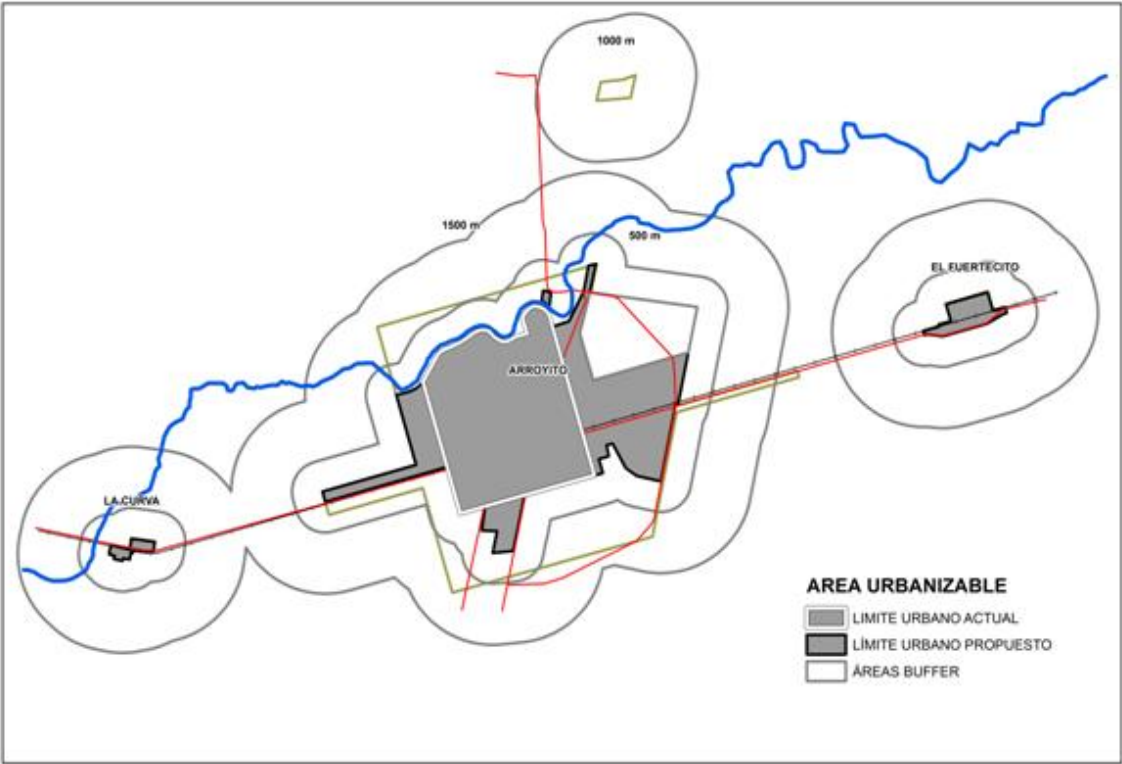 1000 m
1500 m
500 m
EL FUERTECITO
ARROYITO
LA CURVA
AREA URBANIZABLE
LIMITE URBANO ACTUAL
LÍMITE URBANO PROPUESTO
ÁREAS BUFFER